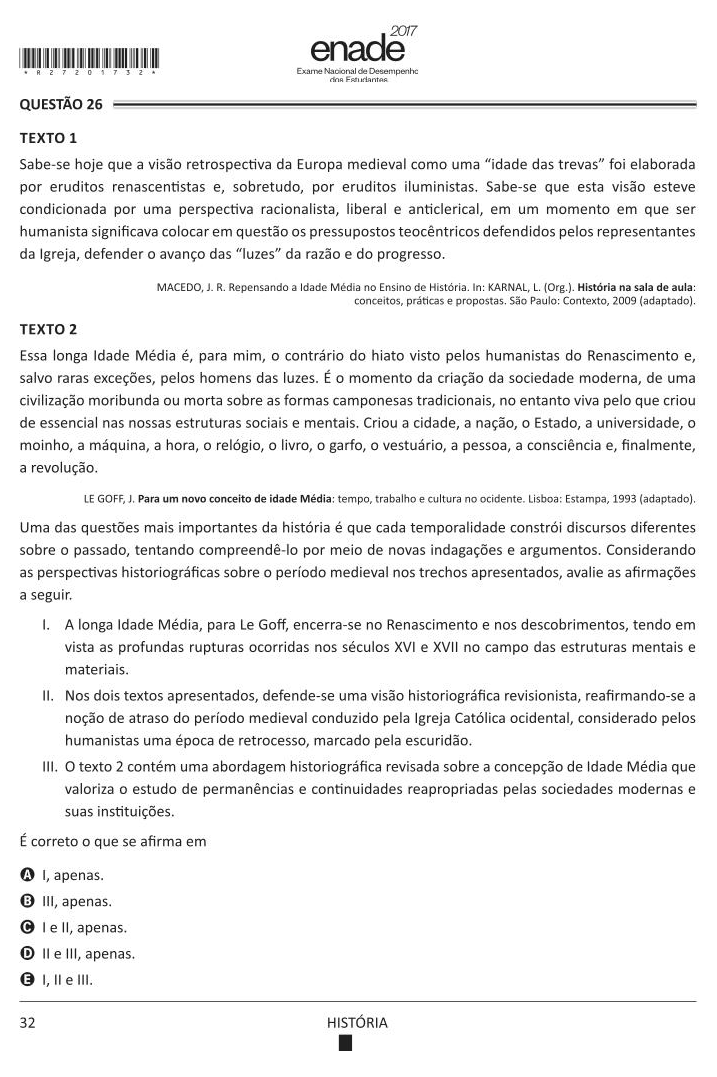 2017
enade
Exame Nacional de Desempenho
dos Estudantes
* R 2 7 2 0 1 7 3 2 *
QUESTÃO 26
TEXTO 1
Sabe-se hoje que a visão retrospectiva da Europa medieval como uma “idade das trevas” foi elaborada
por eruditos renascentistas e, sobretudo, por eruditos iluministas. Sabe-se que esta visão esteve
condicionada por uma perspectiva racionalista, liberal e anticlerical, em um momento em que ser
humanista significava colocar em questão os pressupostos teocêntricos defendidos pelos representantes
da Igreja, defender o avanço das “luzes” da razão e do progresso.
MACEDO, J. R. Repensando a Idade Média no Ensino de História. In: KARNAL, L. (Org.). História na sala de aula:
conceitos, práticas e propostas. São Paulo: Contexto, 2009 (adaptado).
TEXTO 2
Essa longa Idade Média é, para mim, o contrário do hiato visto pelos humanistas do Renascimento e,
salvo raras exceções, pelos homens das luzes. É o momento da criação da sociedade moderna, de uma
civilização moribunda ou morta sobre as formas camponesas tradicionais, no entanto viva pelo que criou
de essencial nas nossas estruturas sociais e mentais. Criou a cidade, a nação, o Estado, a universidade, o
moinho, a máquina, a hora, o relógio, o livro, o garfo, o vestuário, a pessoa, a consciência e, finalmente,
a revolução.
LE GOFF, J. Para um novo conceito de idade Média: tempo, trabalho e cultura no ocidente. Lisboa: Estampa, 1993 (adaptado).
Uma das questões mais importantes da história é que cada temporalidade constrói discursos diferentes
sobre o passado, tentando compreendê-lo por meio de novas indagações e argumentos. Considerando
as perspectivas historiográficas sobre o período medieval nos trechos apresentados, avalie as afirmações
a seguir.
I. A longa Idade Média, para Le Goff, encerra-se no Renascimento e nos descobrimentos, tendo em
vista as profundas rupturas ocorridas nos séculos XVI e XVII no campo das estruturas mentais e
materiais.
II. Nos dois textos apresentados, defende-se uma visão historiográfica revisionista, reafirmando-se a
noção de atraso do período medieval conduzido pela Igreja Católica ocidental, considerado pelos
humanistas uma época de retrocesso, marcado pela escuridão.
III. O texto 2 contém uma abordagem historiográfica revisada sobre a concepção de Idade Média que
valoriza o estudo de permanências e continuidades reapropriadas pelas sociedades modernas e
suas instituições.
É correto o que se afirma em
A I, apenas.
B III, apenas.
C I e II, apenas.
D II e III, apenas.
E I, II e III.
32
HISTÓRIA